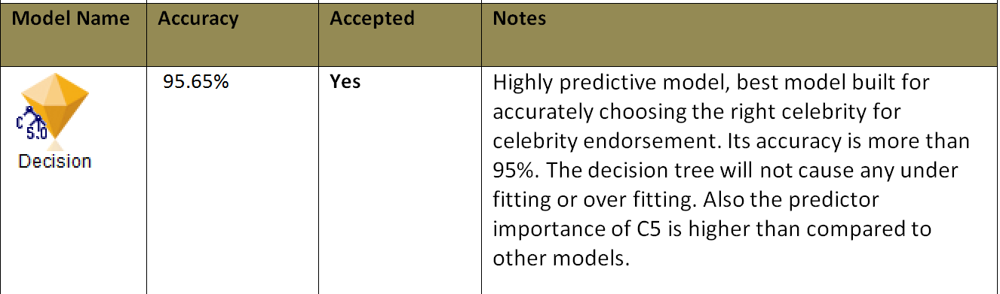 Model Name Accuracy Accepted Notes
95.65% Yes Highly predictive model, best model built for
accurately choosing the right celebrity for
C celebrity endorsement. Its accuracy is more than
5.0
Decision 95%. The decision tree will not cause any under
fitting or over fitting. Also the predictor
importance of C5 is higher than compared to
other models.